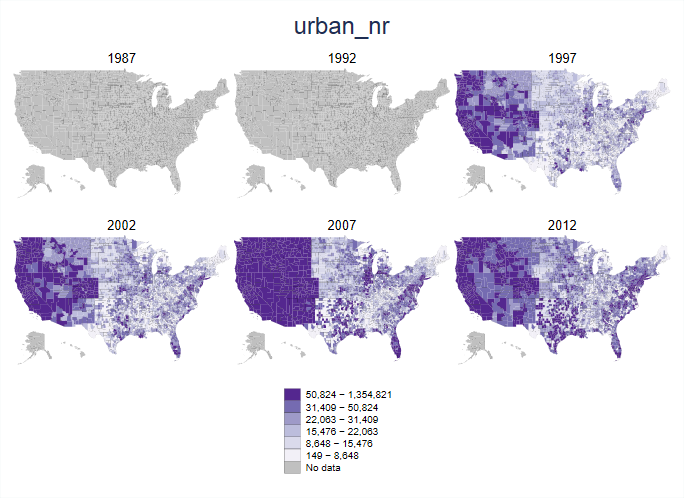 urban_nr
1987
1992
1997
2002
2007
2012
50,824 − 1,354,821
31,409 − 50,824
22,063 − 31,409
15,476 − 22,063
8,648 − 15,476
149 − 8,648
No data